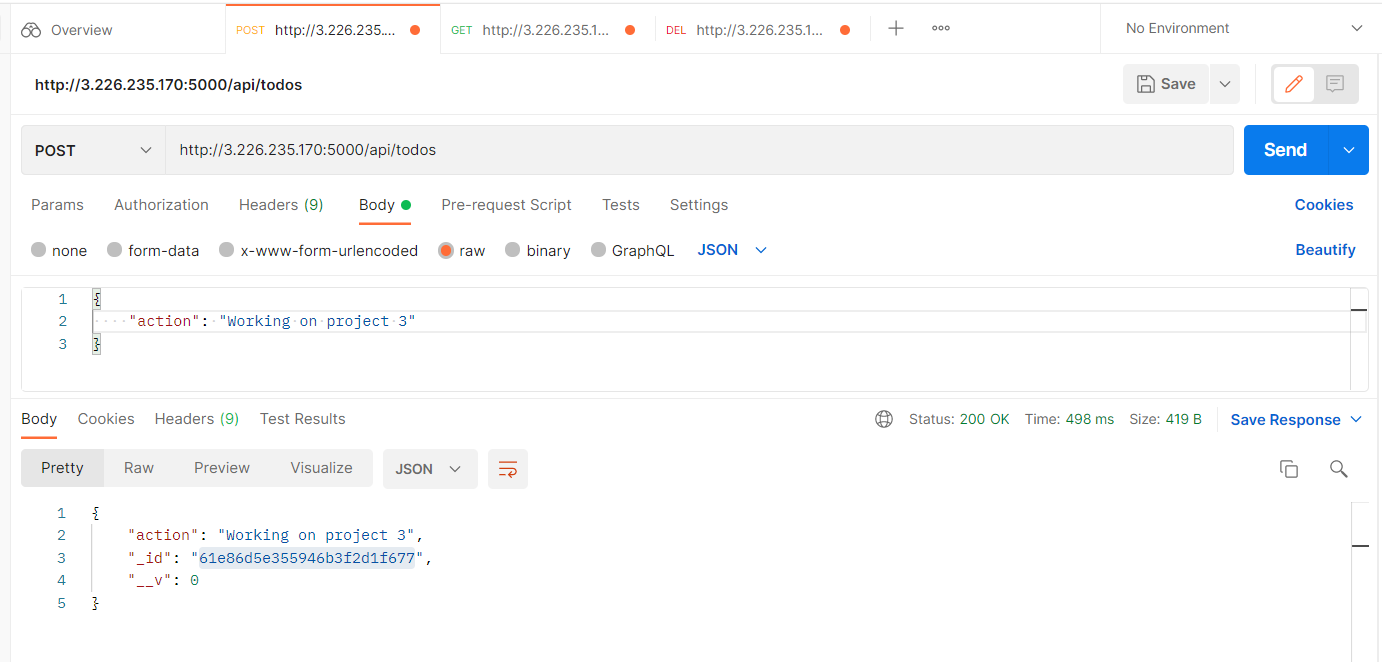 Overview
POST http://3.226.235.... GET http://3.226.235.1... DEL http://3.226.235.1... No Environment
http://3.226.235.170:5000/api/todos Save
POST http://3.226.235.170:5000/api/todos Send
Params Authorization Headers (9) Body Pre-request Script Tests Settings Cookies
none form-data x-www-form-urlencoded raw binary GraphQL JSON Beautify
1 {
2 "action": "Working on project 3"
3 }
Body Cookies Headers (9) Test Results Status: 200 OK Time: 498 ms Size: 419 B Save Response
Pretty Raw Preview Visualize JSON
1 {
2 "action": "Working on project 3",
3 "_id": "61e86d5e355946b3f2d1f677",
4 "__v": 0
5 }